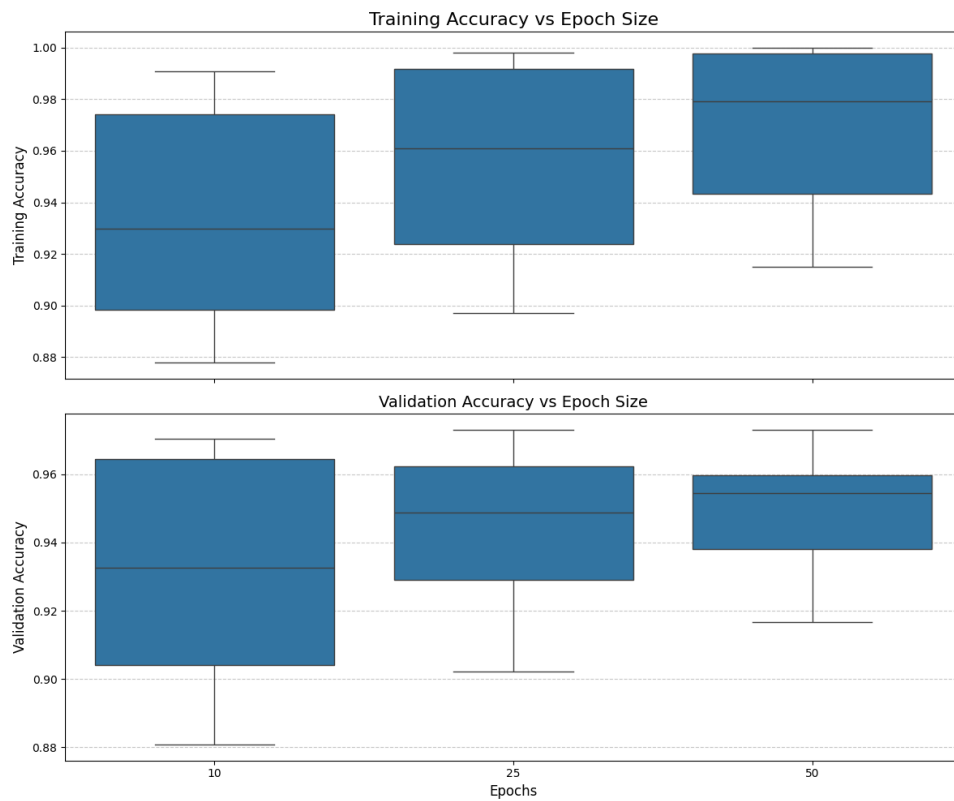 Training Accuracy vs Epoch Size
1.00
0.98
0.96
0.94
0.92
0.90
0.88
Training Accuracy
Validation Accuracy vs Epoch Size
0.96
0.94
0.92
0.90
0.88
Validation Accuracy
10 25 50
Epochs